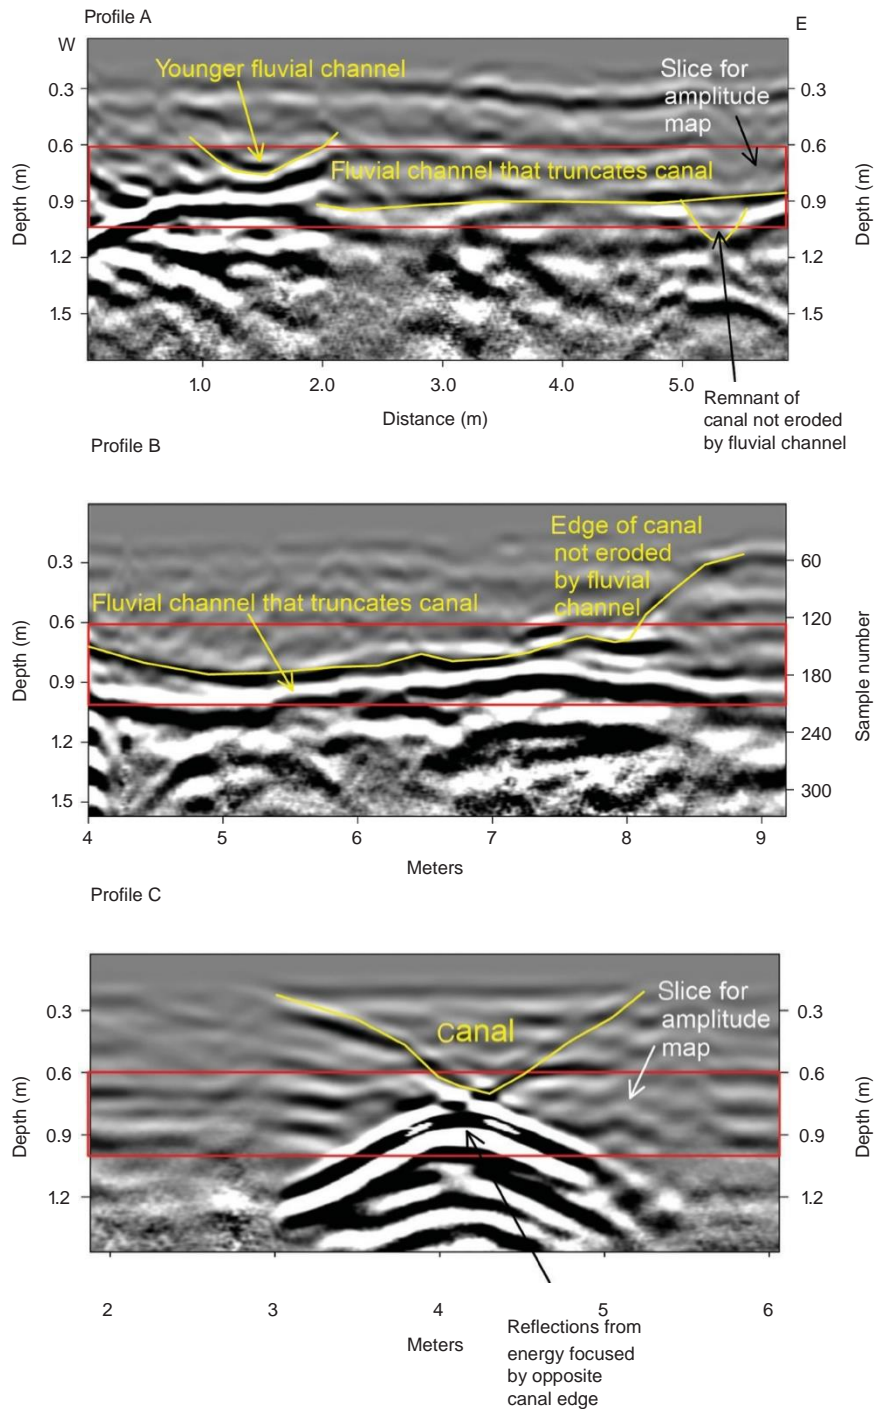 Profile A
W
E
Younger fluvial channel
Slice for
amplitude
map
Fluvial channel that truncates canal
0.3
0.6
0.9
1.2
1.5
Depth (m)
0.3
0.6
0.9
1.2
1.5
Depth (m)
1.0 2.0 3.0 4.0 5.0
Distance (m)
Remnant of
canal not eroded
by fluvial channel
Profile B
Edge of canal
not eroded
by fluvial
channel
Fluvial channel that truncates canal
0.3
0.6
0.9
1.2
1.5
Depth (m)
60
120
180
240
300
Sample number
4 5 6 7 8 9
Meters
Profile C
Canal
Slice for
amplitude
map
0.3
0.6
0.9
1.2
Depth (m)
0.3
0.6
0.9
1.2
Depth (m)
2 3 4 5 6
Meters
Reflections from
energy focused
by opposite
canal edge